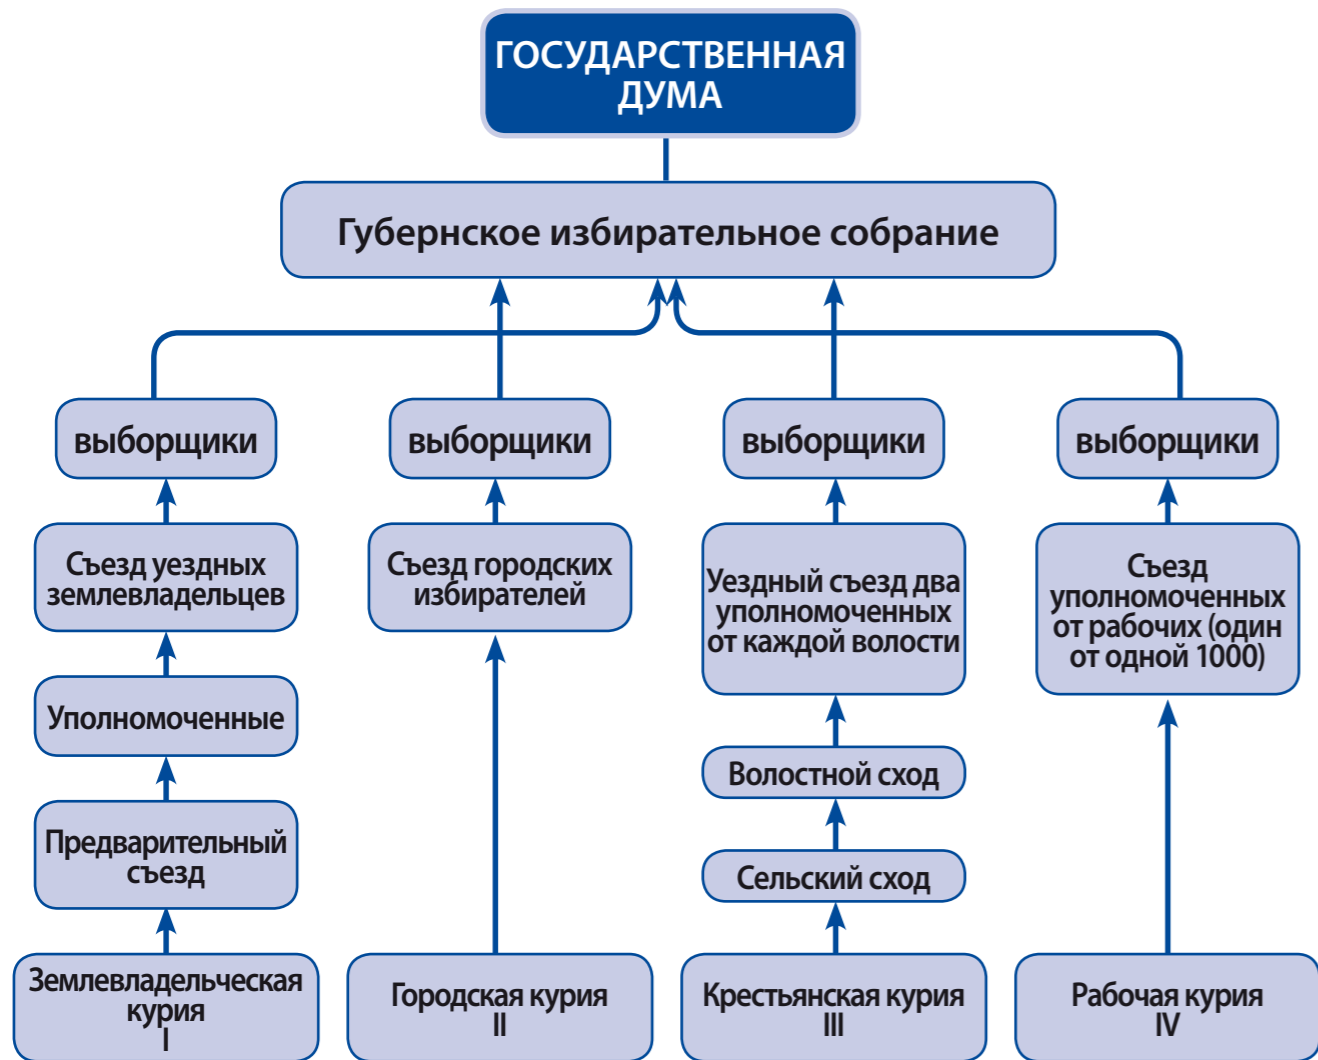 ГОСУДАРСТВЕННАЯ
ДУМА
Губернское избирательное собрание
выборщики
выборщики
выборщики
выборщики
Съезд уездных
землевладельцев
Съезд городских
избирателей
Уездный съезд два
уполномоченных
от каждой волости
Съезд
уполномоченных
от рабочих (один
от одной 1000)
Уполномоченные
Волостной сход
Предварительный
съезд
Сельский сход
Землевладельческая
курия
I
Городская курия
II
Крестьянская курия
III
Рабочая курия
IV